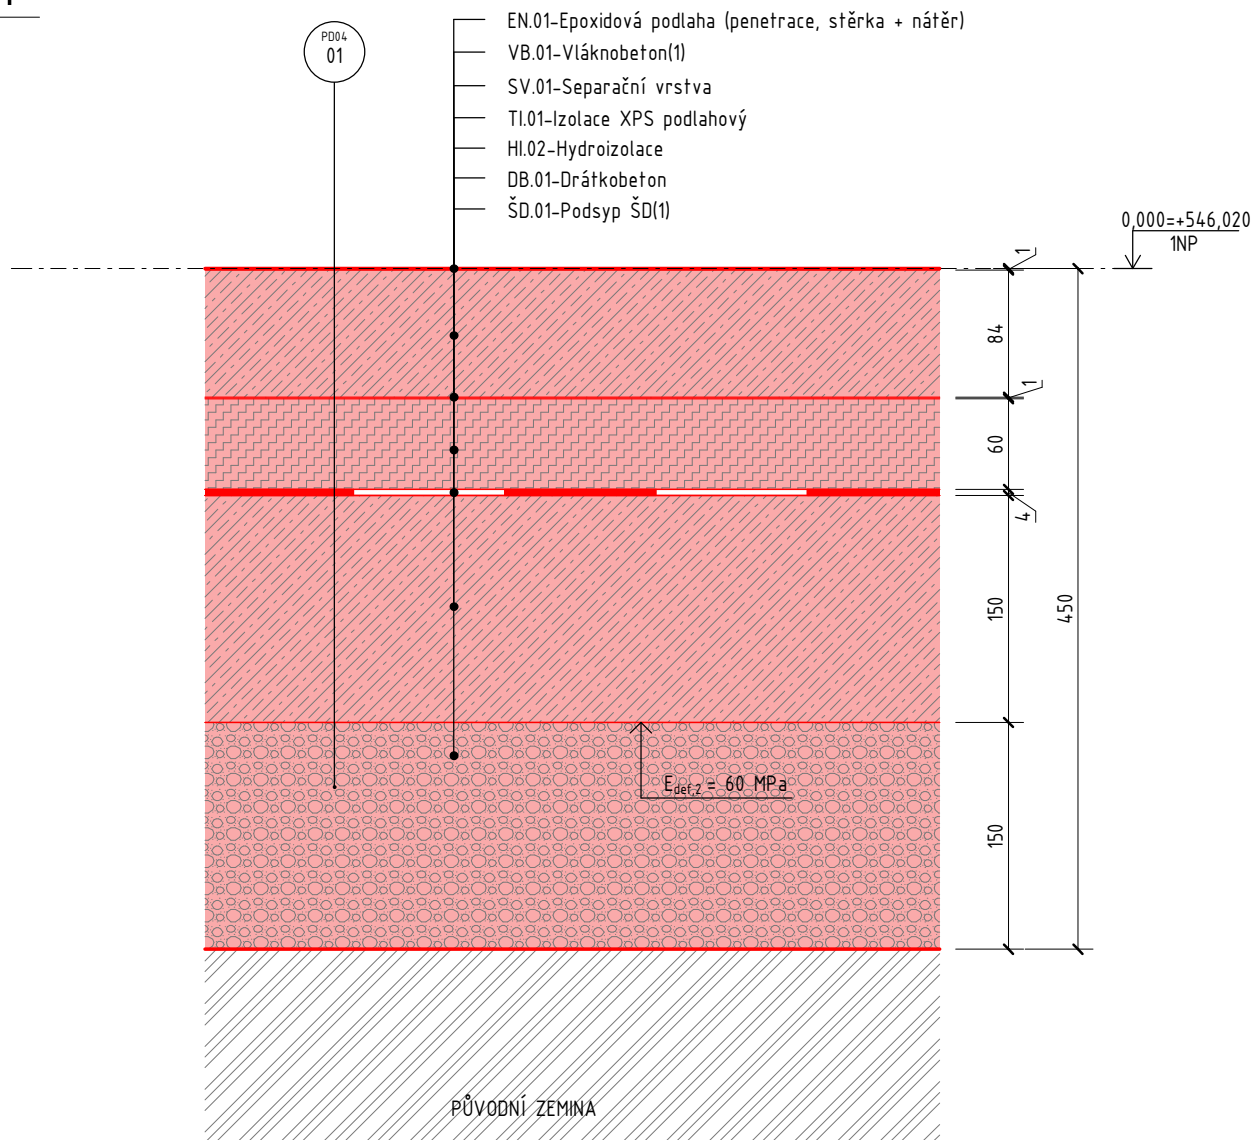 EN.01-Epoxidová podlaha (penetrace, stěrka + nátěr)
PD04
01
VB.01-Vláknobeton(1)
SV.01-Separační vrstva
TI.01-Izolace XPS podlahový
HI.02-Hydroizolace
DB.01-Drátkobeton
ŠD.01-Podsyp ŠD(1)
0,000=+546,020
1NP
1
84
1
60
4
150
450
Edef,2 = 60 MPa
150
PŮVODNÍ ZEMINA